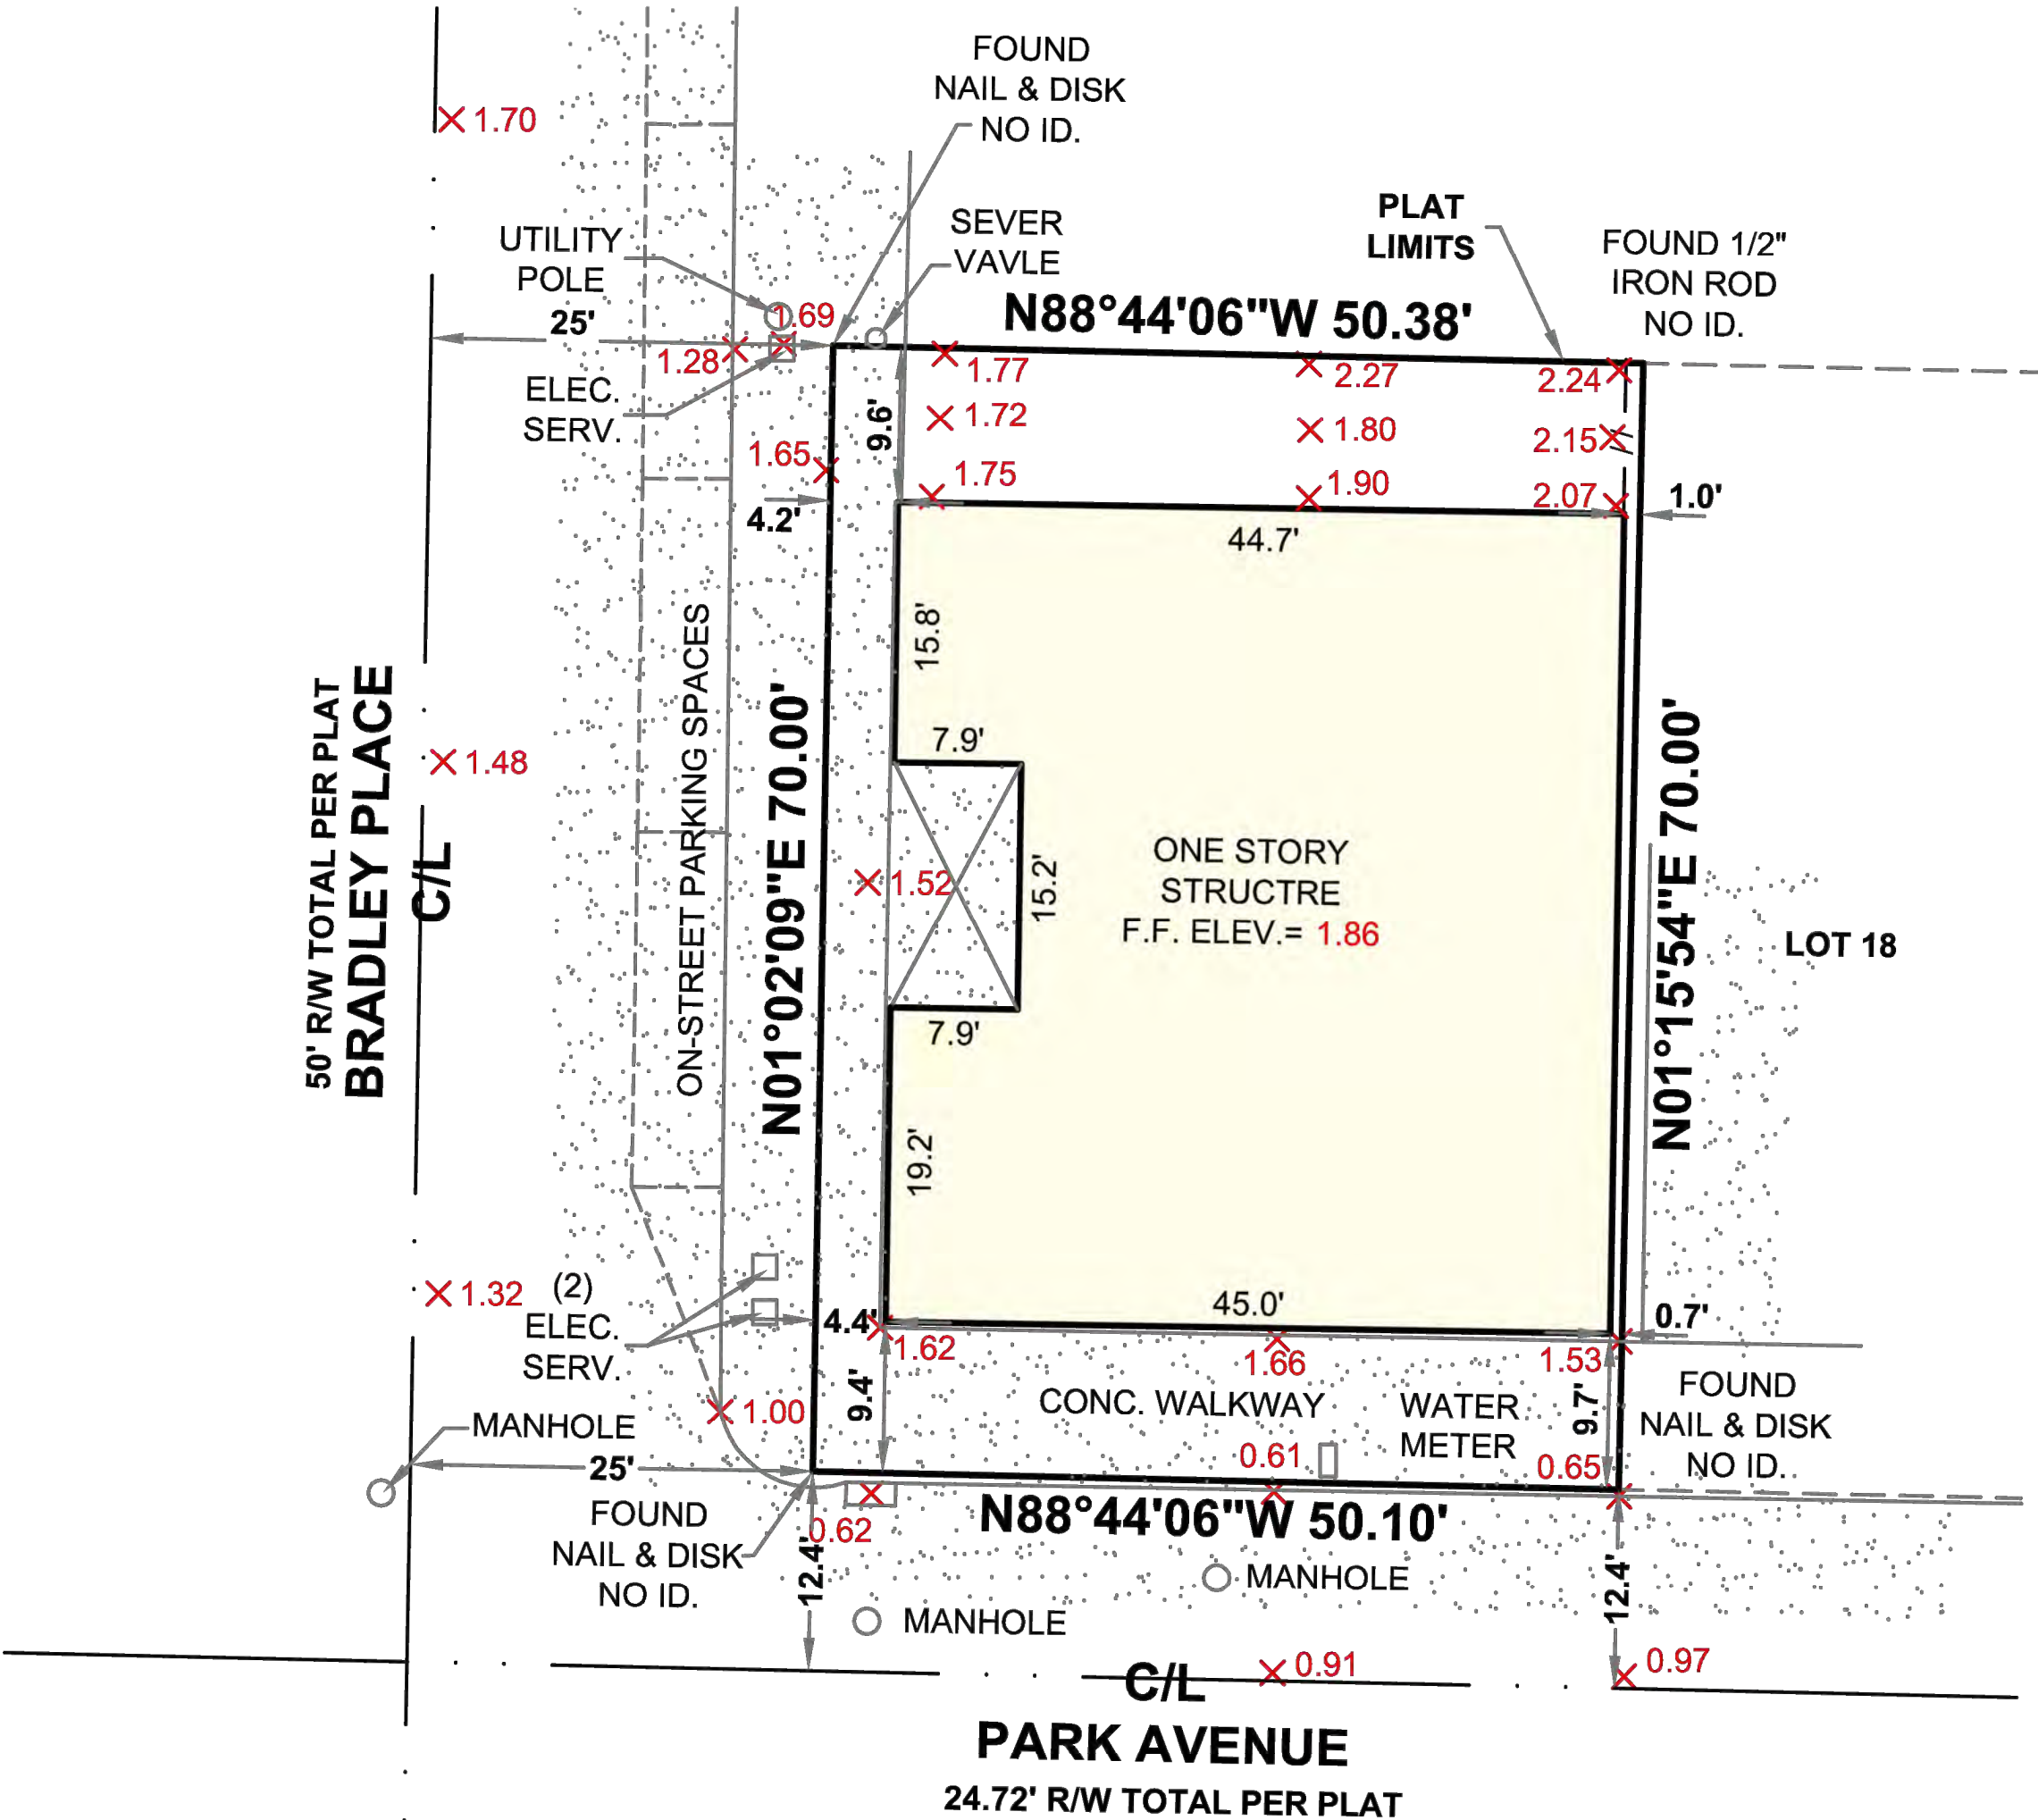 FOUND
NAIL & DISK
NO ID.
1.70
PLAT
LIMITS
SEVER
VAVLE
UTILITY
POLE
FOUND 1/2"
IRON ROD
NO ID.
25'
1.69
N88°44'06"W 50.38'
1.28
1.77
2.27
2.24
ELEC.
SERV.
9.6'
1.72
1.80
2.15
1.65
1.75
1.90
2.07
1.0'
4.2'
44.7'
15.8'
50' R/W TOTAL PER PLAT
BRADLEY PLACE
C/L
1.48
ON-STREET PARKING SPACES
N01°02'09"E 70.00'
7.9'
1.52
15.2'
ONE STORY
STRUCTRE
F.F. ELEV.= 1.86
N01°15'54"E 70.00'
LOT 18
7.9'
19.2'
1.32
(2)
ELEC.
SERV.
4.4'
45.0'
0.7'
1.62
1.66
1.53
1.00
9.4'
CONC. WALKWAY
WATER
METER
9.7'
FOUND
NAIL & DISK
NO ID.
MANHOLE
25'
0.61
0.65
FOUND
NAIL & DISK
NO ID.
0.62
N88°44'06"W 50.10'
12.4'
MANHOLE
MANHOLE
12.4'
C/L
0.91
0.97
PARK AVENUE
24.72' R/W TOTAL PER PLAT